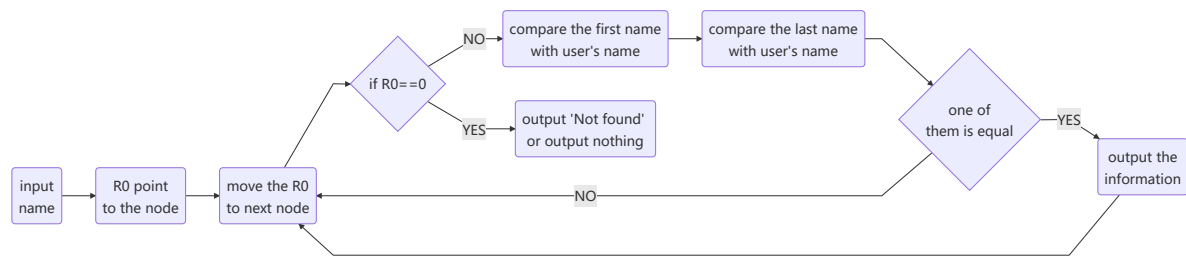 input
name
R0 point
to the node
move the R0
to next node
if R0==0
NO
compare the first name
with user's name
compare the last name
with user's name
YES
output 'Not found'
or output nothing
one of
them is equal
YES
output the
information
NO